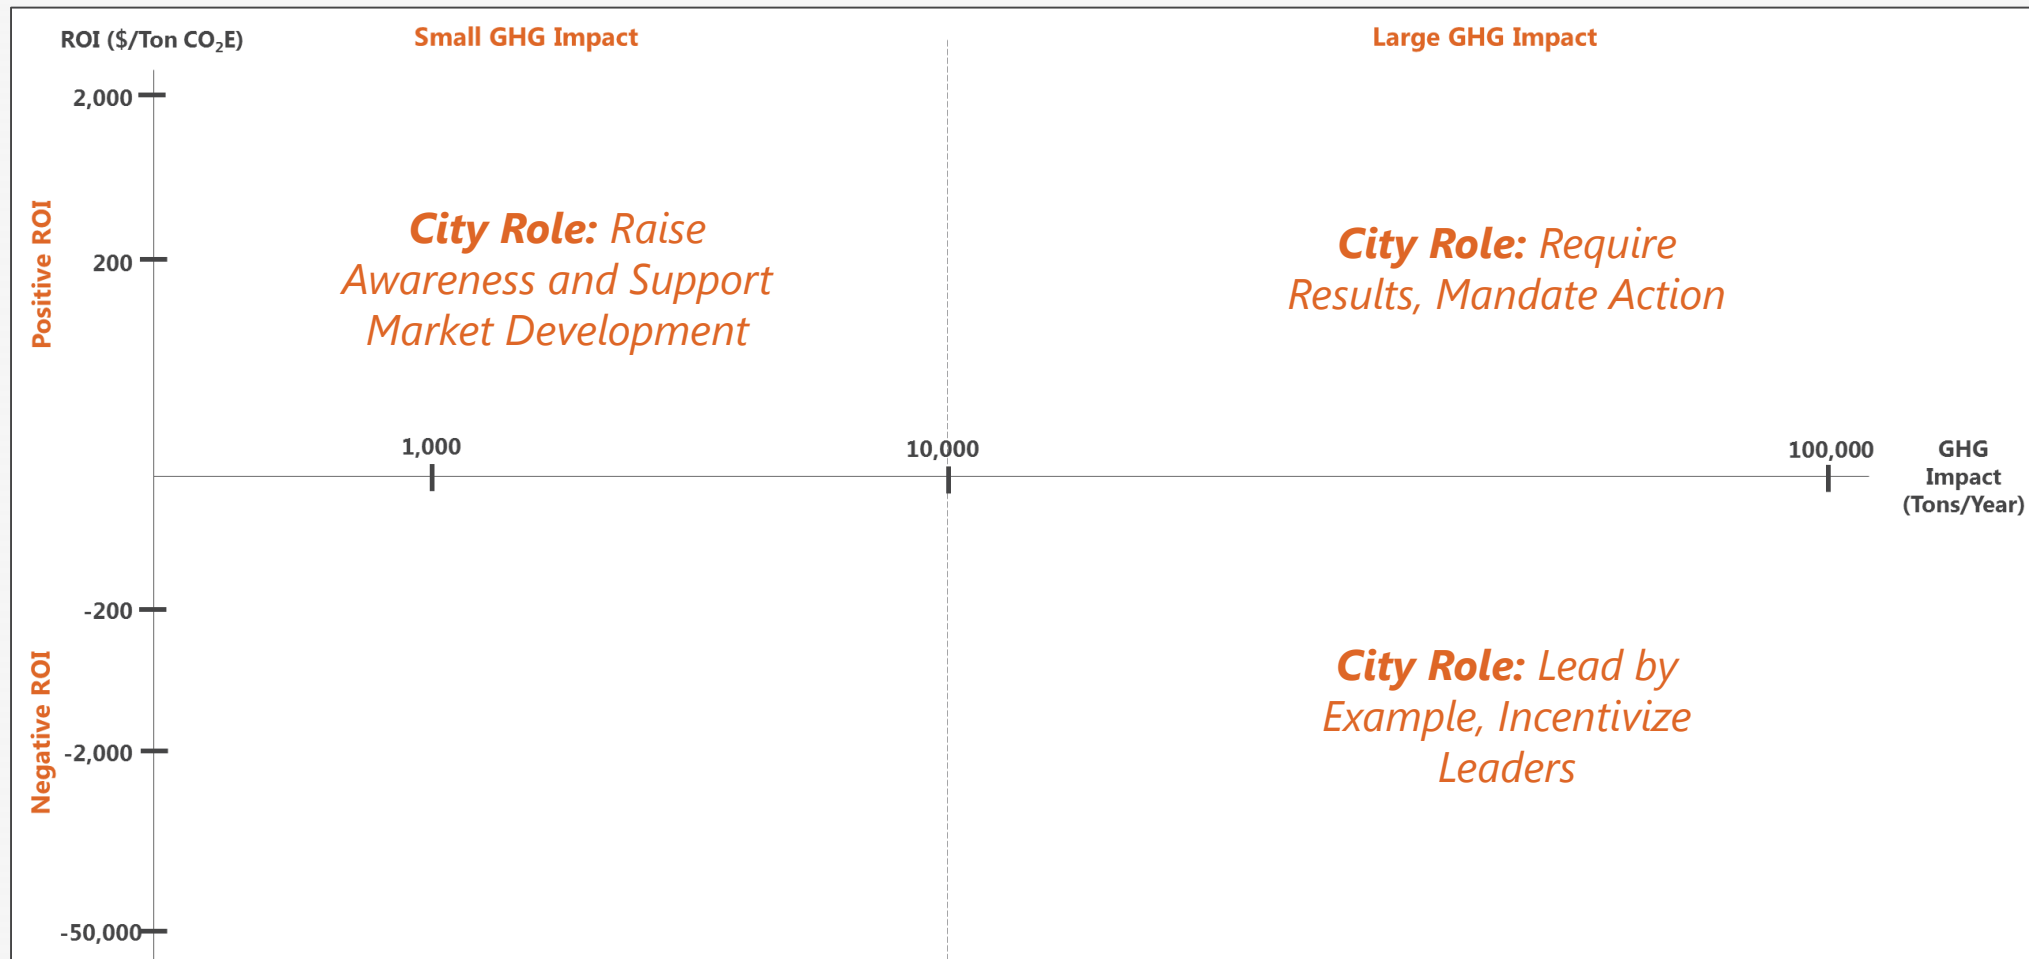 ROI ($/Ton CO₂E)
Small GHG Impact
Large GHG Impact
2,000
200
Positive ROI
City Role: Raise
Awareness and Support
Market Development
City Role: Require
Results, Mandate Action
1,000
10,000
100,000
GHG
Impact
(Tons/Year)
-200
-2,000
-50,000
Negative ROI
City Role: Lead by
Example, Incentivize
Leaders